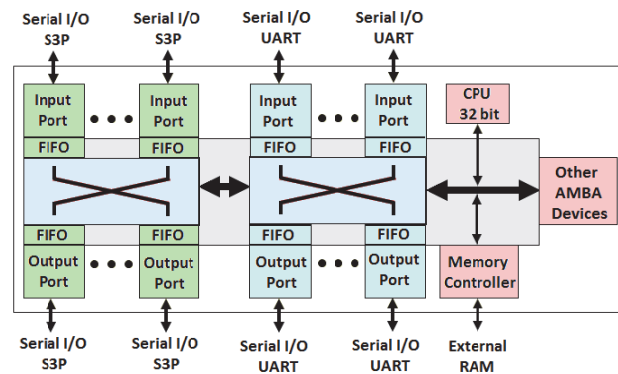 Serial I/O
S3P
Serial I/O
S3P
Serial I/O
UART
Serial I/O
UART
Input
Port
Input
Port
Input
Port
Input
Port
CPU
32 bit
FIFO
FIFO
FIFO
FIFO
Other
AMBA
Devices
FIFO
FIFO
FIFO
FIFO
Output
Port
Output
Port
Output
Port
Output
Port
Memory
Controller
Serial I/O
S3P
Serial I/O
S3P
Serial I/O
UART
Serial I/O
UART
External
RAM